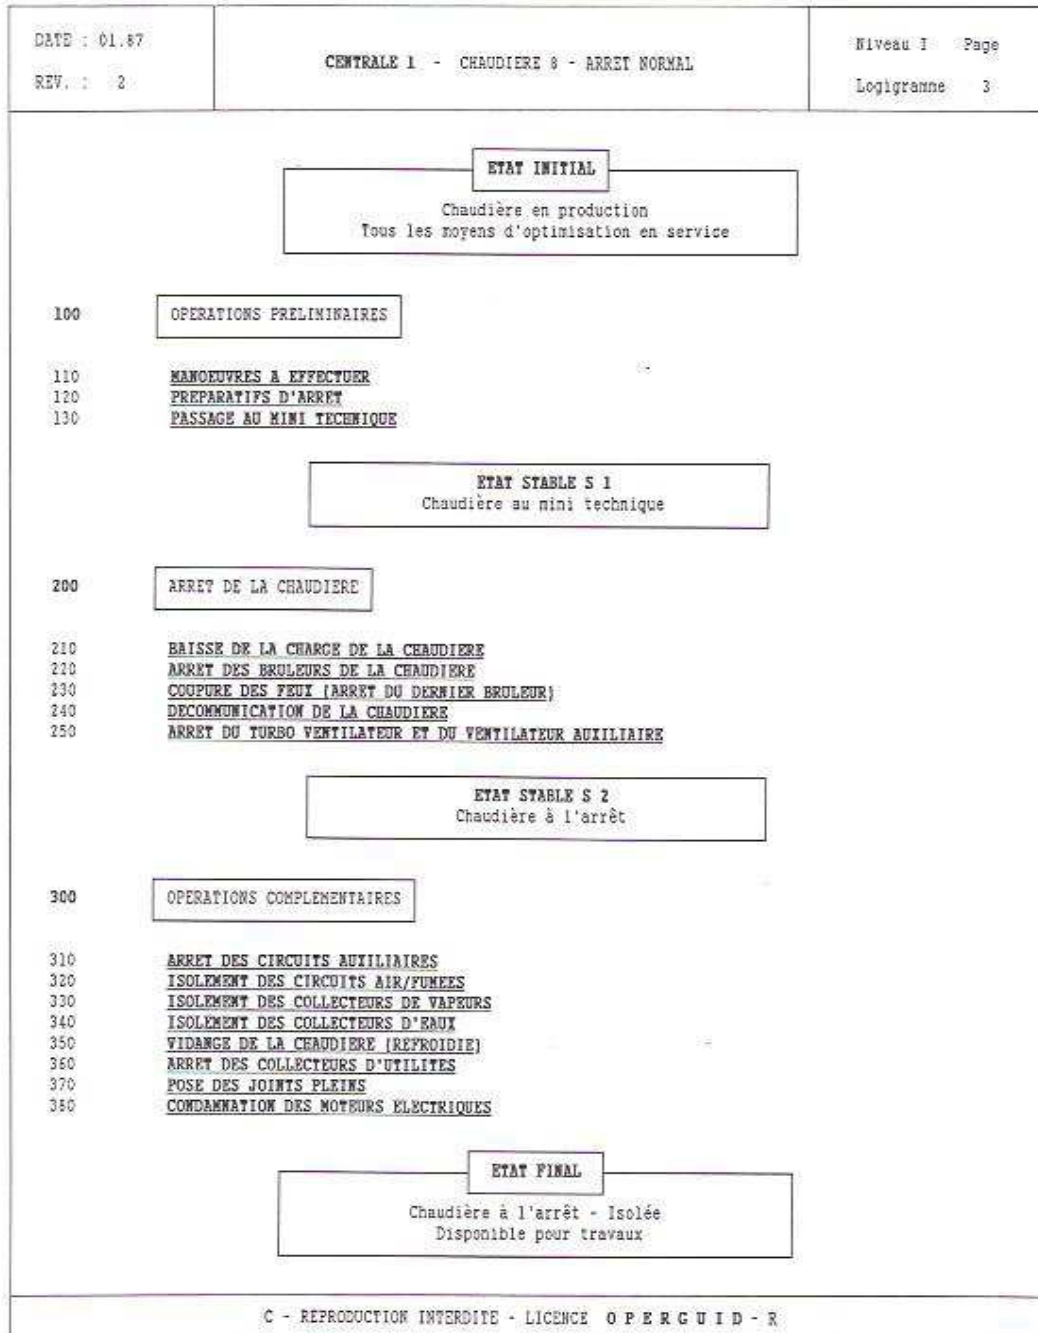 DATE : 01.87
REV. : 2
CENTRALE 1 - CHAUDIERE 8 - ARRET NORMAL
Niveau I Page
Logigramme 3
ETAT INITIAL
Chaudière en production
Tous les moyens d'optimisation en service
100 OPERATIONS PRELIMINAIRES
110 MANOEUVRES A EFFECTUER
120 PREPARATIFS D'ARRET
130 PASSAGE AU MINI TECHNIQUE
ETAT STABLE S 1
Chaudière au mini technique
200 ARRET DE LA CHAUDIERE
210 BAISSE DE LA CHARGE DE LA CHAUDIERE
220 ARRET DES BRULEURS DE LA CHAUDIERE
230 COUPURE DES FEUX (ARRET DU DERNIER BRULEUR)
240 DECOMMUNICATION DE LA CHAUDIERE
250 ARRET DU TURBO VENTILATEUR ET DU VENTILATEUR AUXILIAIRE
ETAT STABLE S 2
Chaudière à l'arrêt
300 OPERATIONS COMPLEMENTAIRES
310 ARRET DES CIRCUITS AUXILIAIRES
320 ISOLEMENT DES CIRCUITS AIR/FUMEES
330 ISOLEMENT DES COLLECTEURS DE VAPEURS
340 ISOLEMENT DES COLLECTEURS D'EAUX
350 VIDANGE DE LA CHAUDIERE (REFROIDIE)
360 ARRET DES COLLECTEURS D'UTILITES
370 POSE DES JOINTS PLEINS
380 CONDAMNATION DES MOTEURS ELECTRIQUES
ETAT FINAL
Chaudière à l'arrêt - Isolée
Disponible pour travaux
C - REPRODUCTION INTERDITE - LICENCE O P E R G U I D - R